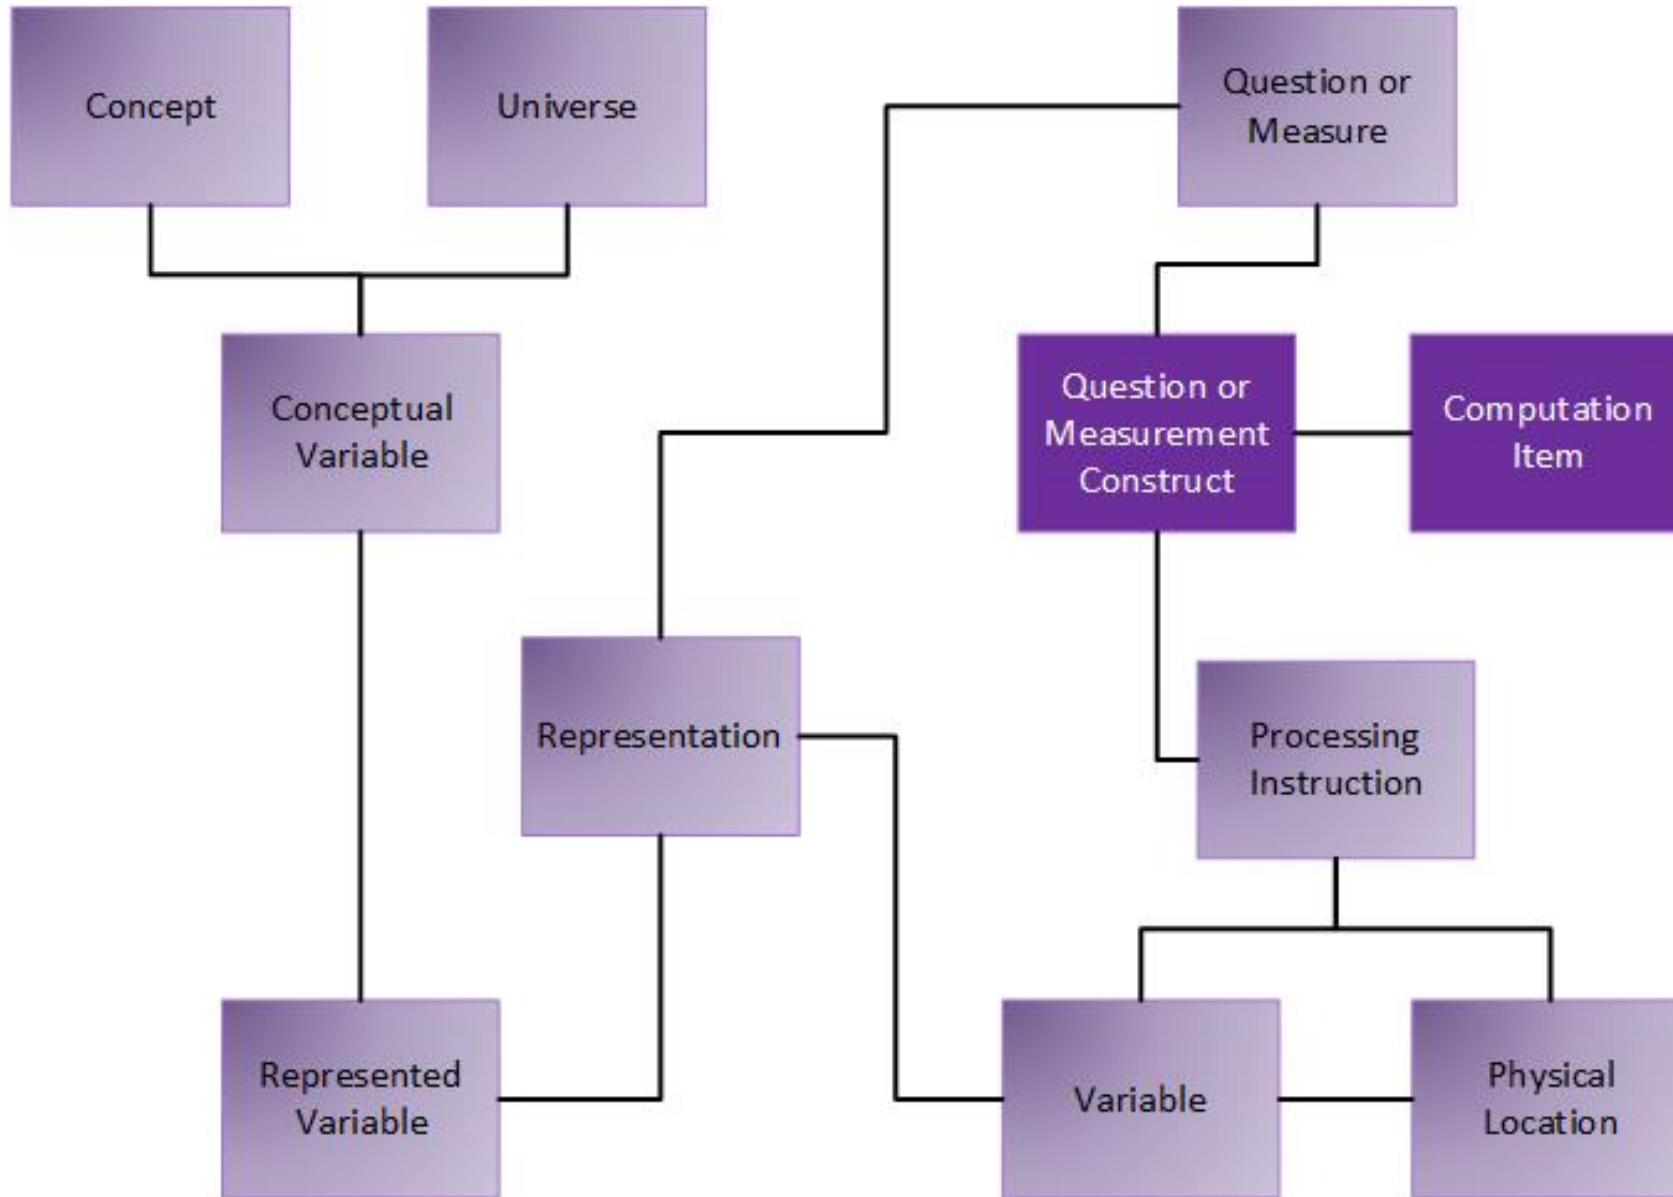 Concept
Universe
Question or
Measure
Conceptual
Variable
Question or
Measurement
Construct
Computation
Item
Representation
Processing
Instruction
Represented
Variable
Variable
Physical
Location